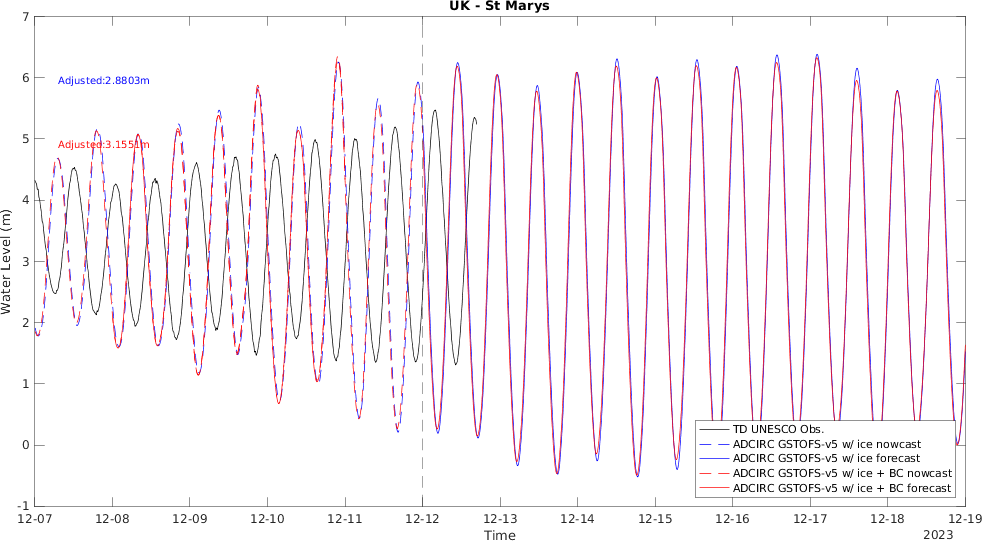 UK - St Marys
7
6
5
4
3
2
1
0
-1
Water Level (m)
Adjusted:2.8803m
Adjusted:3.1551m
TD UNESCO Obs.
ADCIRC GSTOFS-v5 w/ ice nowcast
ADCIRC GSTOFS-v5 w/ ice forecast
ADCIRC GSTOFS-v5 w/ ice + BC nowcast
ADCIRC GSTOFS-v5 w/ ice + BC forecast
12-07 12-08 12-09 12-10 12-11 12-12 12-13 12-14 12-15 12-16 12-17 12-18 12-19
Time
2023